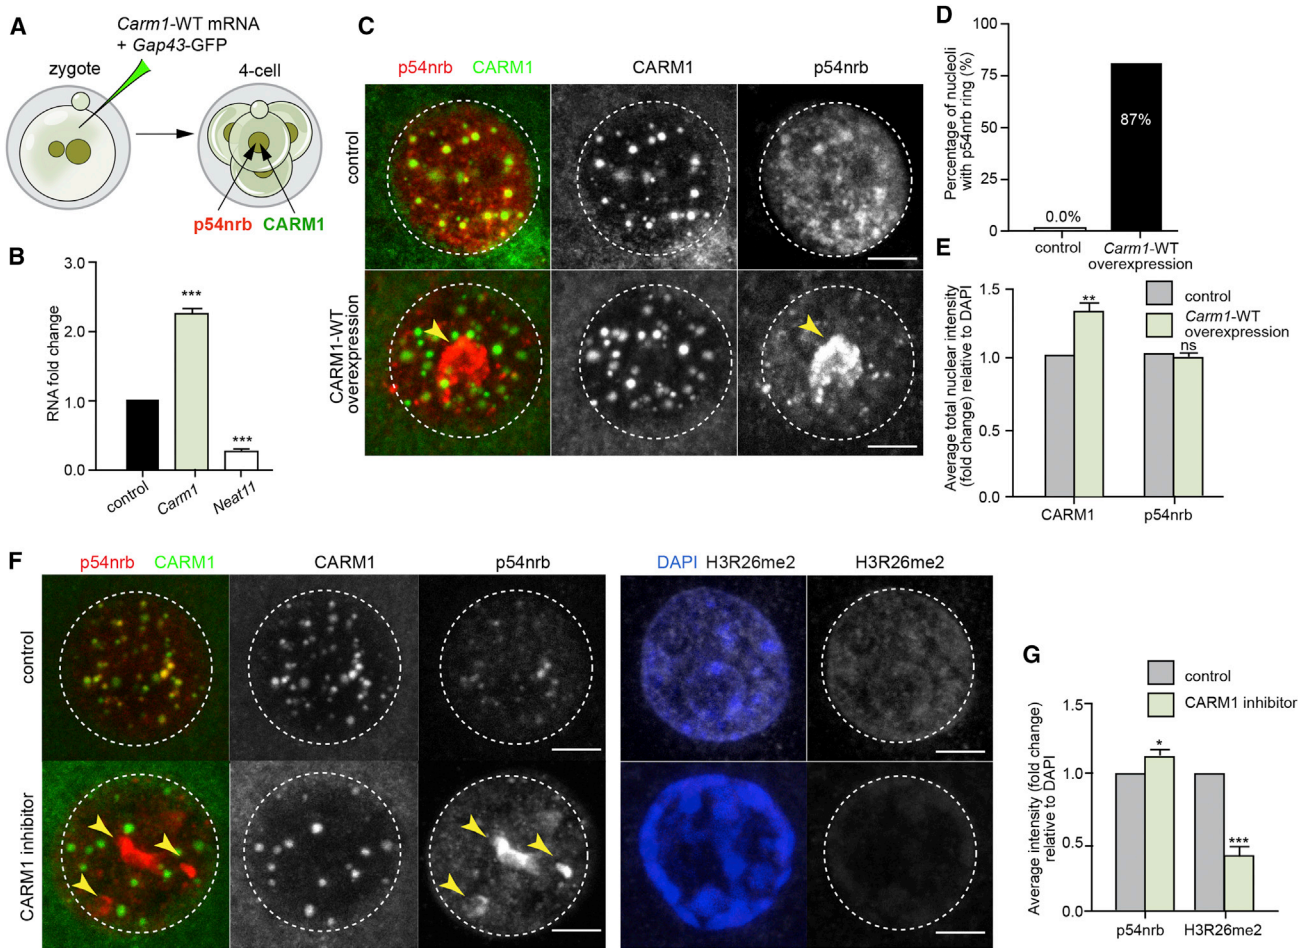 A
Carm1-WT mRNA
+ Gap43-GFP
zygote
4-cell
p54nrb CARM1
B
RNA fold change
3.0
2.0
1.0
0.0
***
***
control
Carm1
Neat11
C
p54nrb CARM1
CARM1
p54nrb
control
CARM1-WT
overexpression
D
Percentage of nucleoli
with p54nrb ring (%)
100
75
50
25
0
0.0%
87%
control
Carm1-WT
overexpression
E
Average total nuclear intensity
(fold change) relative to DAPI
1.5
1.0
0.5
0.0
**
ns
control
Carm1-WT
overexpression
CARM1
p54nrb
F
p54nrb CARM1
CARM1
p54nrb
DAPI H3R26me2
H3R26me2
control
CARM1 inhibitor
G
control
CARM1 inhibitor
Average intensity (fold change)
relative to DAPI
1.5
1.0
0.5
0.0
*
***
p54nrb
H3R26me2